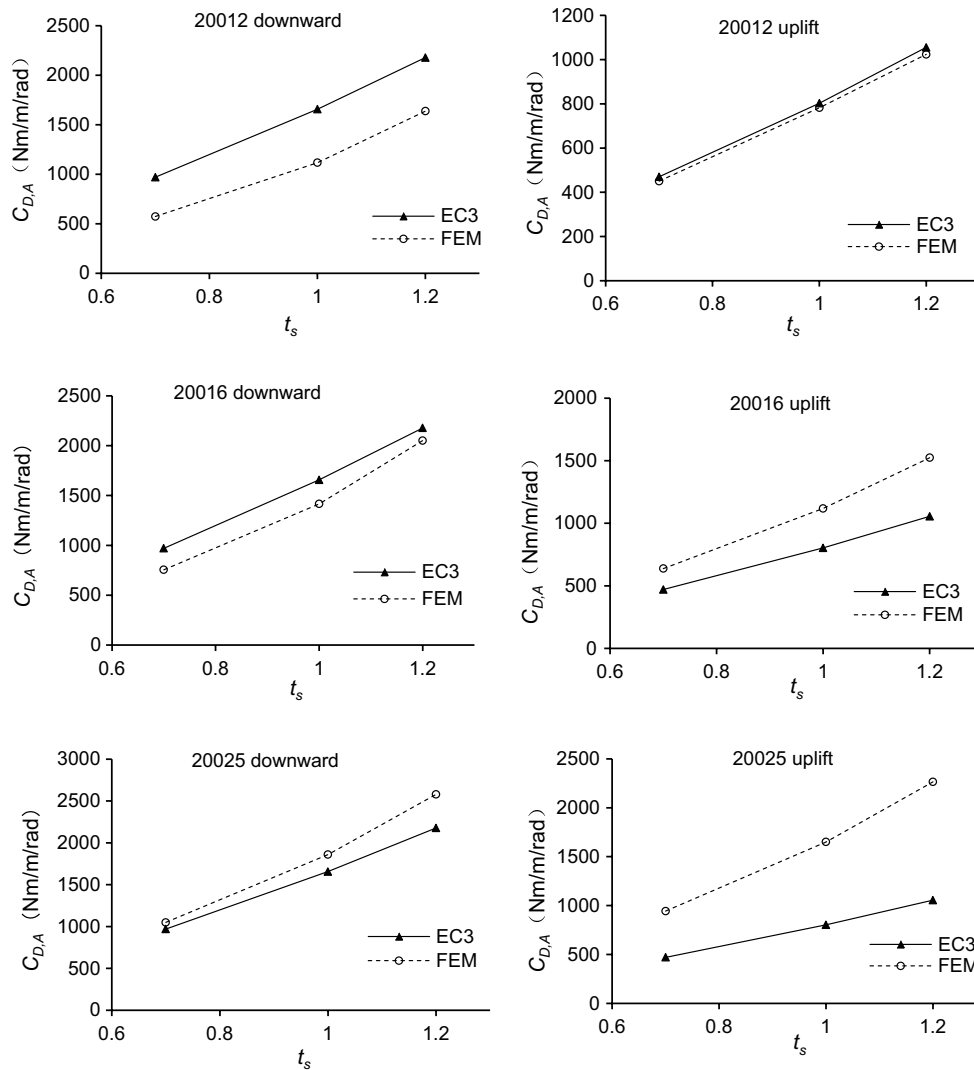 20012 downward
C_{D,A} （Nm/m/rad）
2500
2000
1500
1000
500
0
0.6 0.8 1 1.2
t_s
EC3
FEM
20012 uplift
C_{D,A} （Nm/m/rad）
1200
1000
800
600
400
200
0
0.6 0.8 1 1.2
t_s
EC3
FEM
20016 downward
C_{D,A} （Nm/m/rad)
2500
2000
1500
1000
500
0
0.6 0.8 1 1.2
t_s
EC3
FEM
20016 uplift
C_{D,A} （Nm/m/rad）
2000
1500
1000
500
0
0.6 0.8 1 1.2
t_s
EC3
FEM
20025 downward
C_{D,A} （Nm/m/rad）
3000
2500
2000
1500
1000
500
0
0.6 0.8 1 1.2
t_s
EC3
FEM
20025 uplift
C_{D,A} （Nm/m/rad）
2500
2000
1500
1000
500
0
0.6 0.8 1 1.2
t_s
EC3
FEM